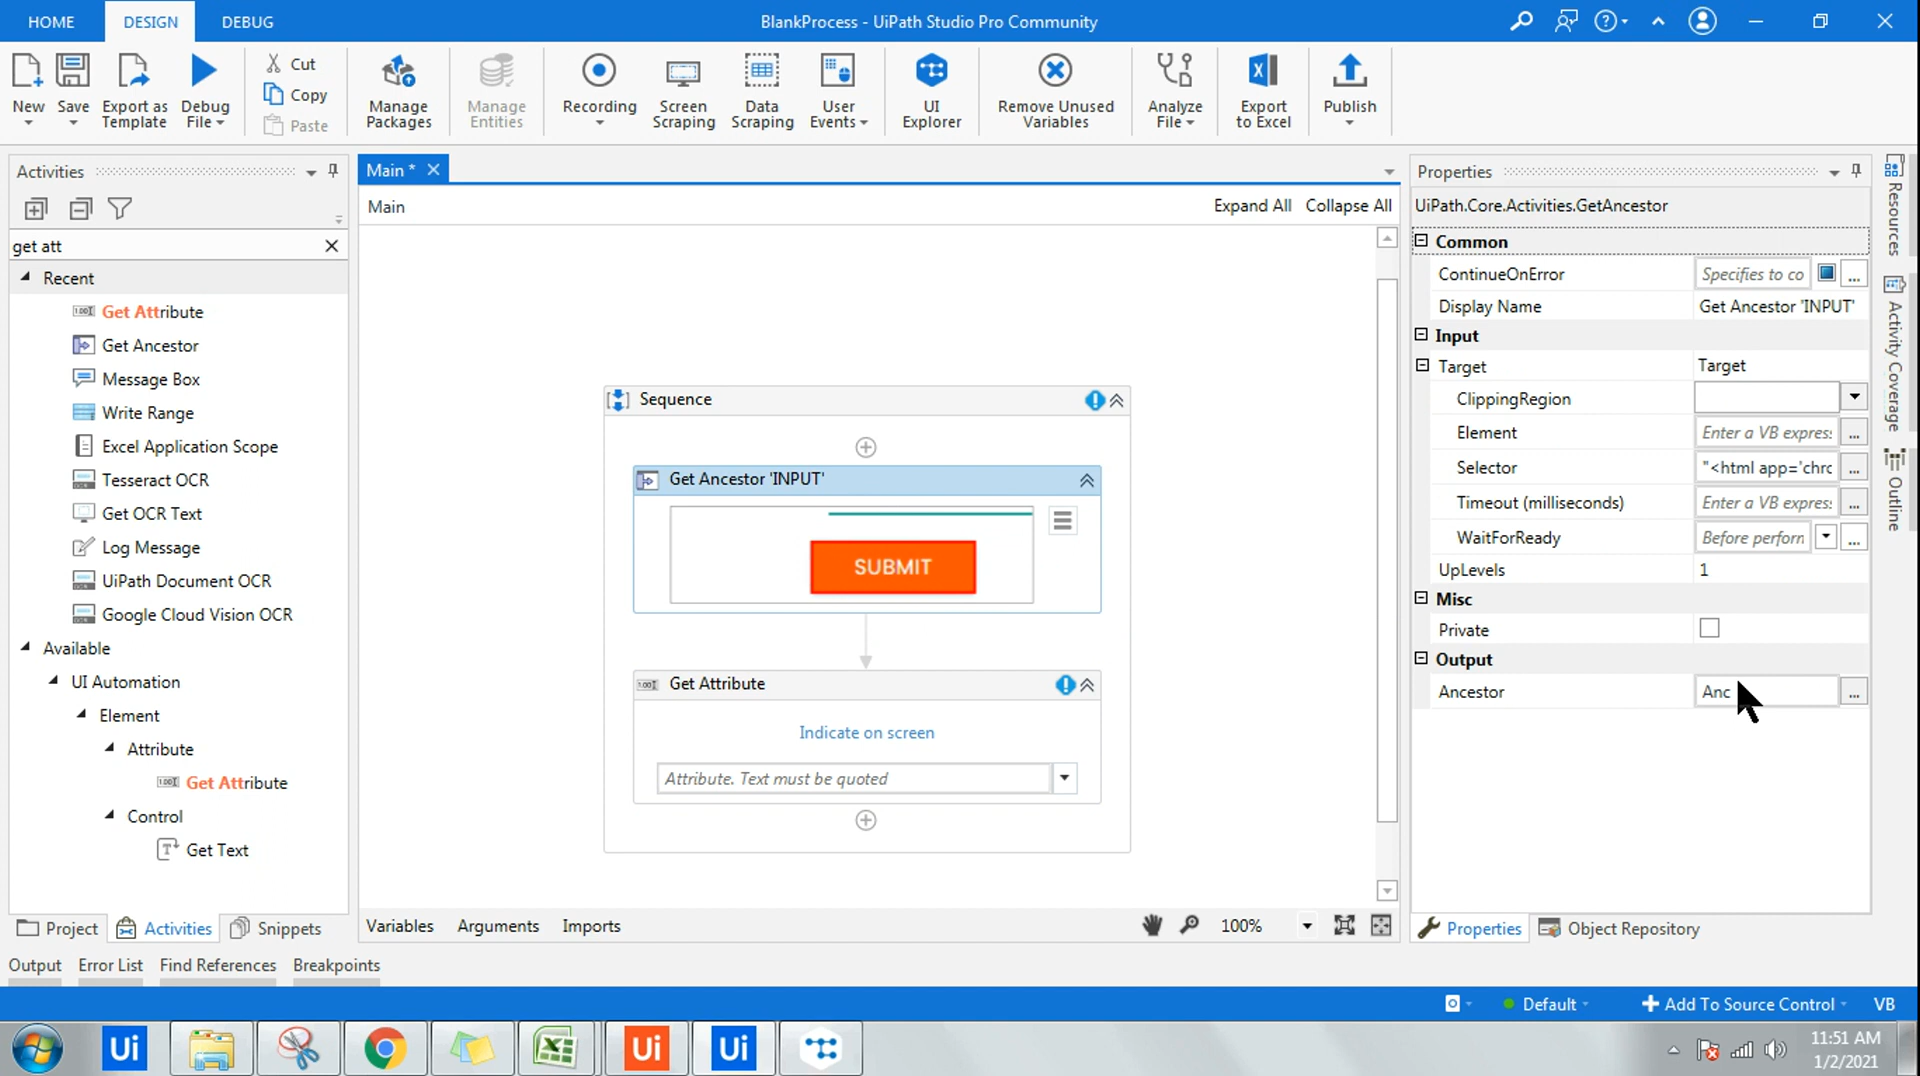 HOME DESIGN DEBUG BlankProcess - UiPath Studio Pro Community
New Save Export as Template Debug File Cut Copy Paste Manage Packages Manage Entities Recording Screen Scraping Data Scraping User Events UI Explorer Remove Unused Variables Analyze File Export to Excel Publish
Activities
get att
Recent
Get Attribute
Get Ancestor
Message Box
Write Range
Excel Application Scope
Tesseract OCR
Get OCR Text
Log Message
UiPath Document OCR
Google Cloud Vision OCR
Available
UI Automation
Element
Attribute
Get Attribute
Control
Get Text
Project Activities Snippets
Main *
Main Expand All Collapse All
Sequence
Get Ancestor 'INPUT'
SUBMIT
Get Attribute
Indicate on screen
Attribute. Text must be quoted
Variables Arguments Imports 100%
Properties
UiPath.Core.Activities.GetAncestor
Common
ContinueOnError Specifies to co ...
Display Name Get Ancestor 'INPUT'
Input
Target Target
ClippingRegion
Element Enter a VB express: ...
Selector "<html app='chrc ...
Timeout (milliseconds) Enter a VB express: ...
WaitForReady Before perform ...
UpLevels 1
Misc
Private
Output
Ancestor Anc ...
Properties Object Repository
Resources
Activity Coverage
Outline
Output Error List Find References Breakpoints
Default Add To Source Control VB
Ui Ui Ui
11:51 AM
1/2/2021